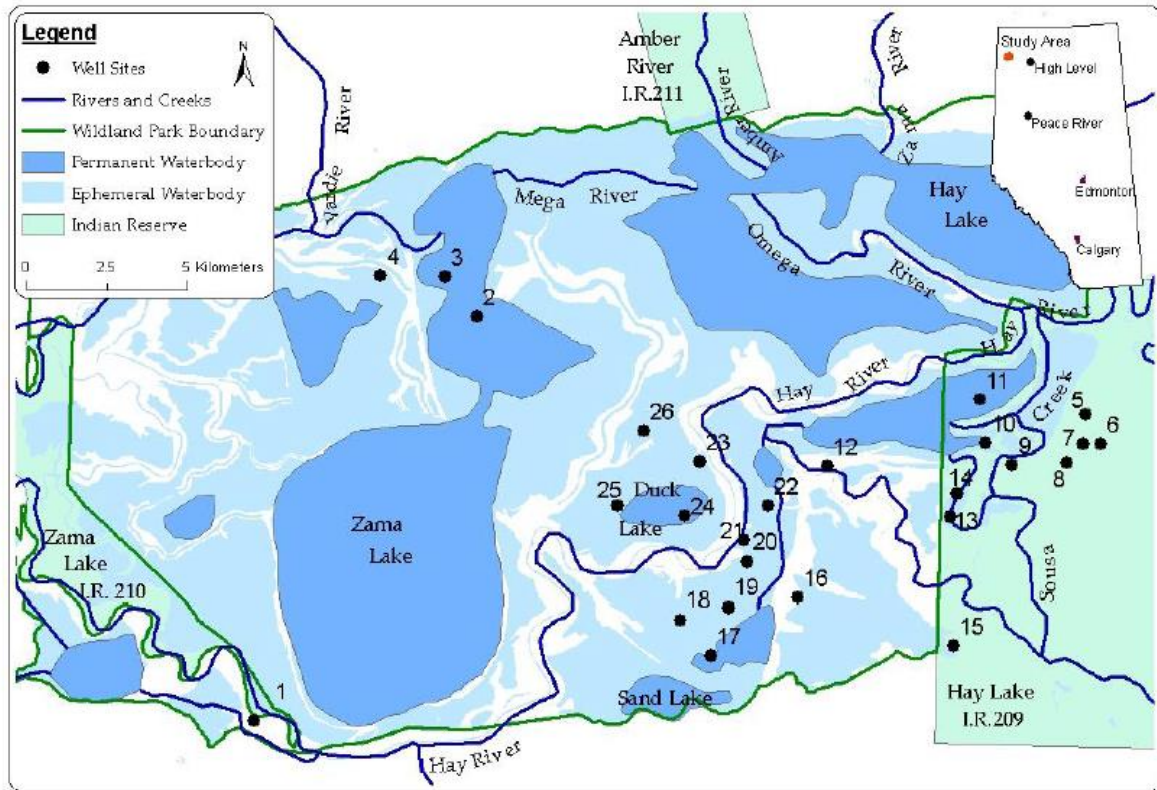 Legend
N
Well Sites
Rivers and Creeks
Wildland Park Boundary
Permanent Waterbody
Ephemeral Waterbody
Indian Reserve
0 2.5 5 Kilometers
Study Area
High Level
Peace River
Edmonton
Calgary
Amber
River
I.R.211
Amber River
Zama
River
Vardie
River
Mega River
Hay
Lake
Omega
River
Hay River
Hay River
4
3
2
11
5
6
7
8
9
10
Creek
26
23
12
Duck
Lake
25
24
22
14
13
21
20
Zama
Lake
Zama
Lake
I.R. 210
Sousa
19
18
16
17
15
1
Sand Lake
Hay Lake
I.R.209
Hay River